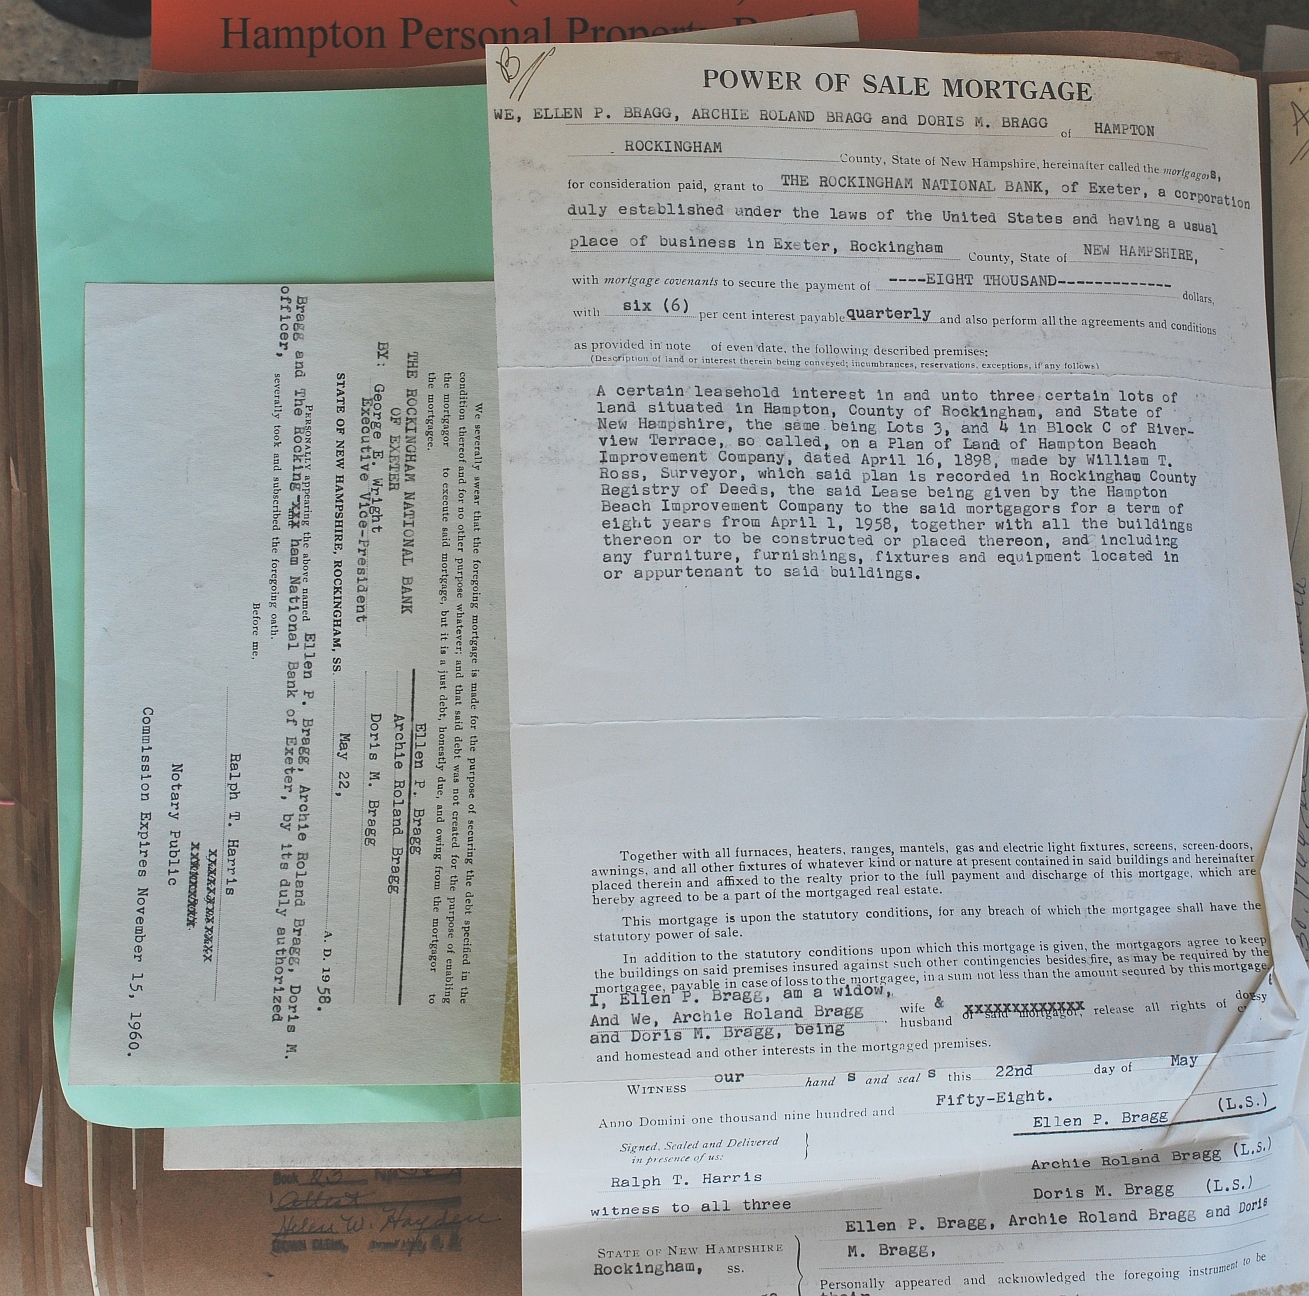 Hampton Personal Property
B
POWER OF SALE MORTGAGE
WE, ELLEN P. BRAGG, ARCHIE ROLAND BRAGG and DORIS M. BRAGG of HAMPTON
ROCKINGHAM County, State of New Hampshire, hereinafter called the mortgagors,
for consideration paid, grant to THE ROCKINGHAM NATIONAL BANK, of Exeter, a corporation
duly established under the laws of the United States and having a usual
place of business in Exeter, Rockingham County, State of NEW HAMPSHIRE,
with mortgage covenants to secure the payment of ----EIGHT THOUSAND------------- dollars,
with six (6) per cent interest payable quarterly and also perform all the agreements and conditions
as provided in note of even date, the following described premises:
(Description of land or interest therein being conveyed; incumbrances, reservations, exceptions, if any follows)
A certain leasehold interest in and unto three certain lots of
land situated in Hampton, County of Rockingham, and State of
New Hampshire, the same being Lots 3, and 4 in Block C of River-
view Terrace, so called, on a Plan of Land of Hampton Beach
Improvement Company, dated April 16, 1898, made by William T.
Ross, Surveyor, which said plan is recorded in Rockingham County
Registry of Deeds, the said Lease being given by the Hampton
Beach Improvement Company to the said mortgagors for a term of
eight years from April 1, 1958, together with all the buildings
thereon or to be constructed or placed thereon, and including
any furniture, furnishings, fixtures and equipment located in
or appurtenant to said buildings.
Together with all furnaces, heaters, ranges, mantels, gas and electric light fixtures, screens, screen-doors,
awnings, and all other fixtures of whatever kind or nature at present contained in said buildings and hereinafter
placed therein and affixed to the realty prior to the full payment and discharge of this mortgage, which are
hereby agreed to be a part of the mortgaged real estate.
This mortgage is upon the statutory conditions, for any breach of which the mortgagee shall have the
statutory power of sale.
In addition to the statutory conditions upon which this mortgage is given, the mortgagors agree to keep
the buildings on said premises insured against such other contingencies besides fire, as may be required by the
mortgagee, payable in case of loss to the mortgagee, in a sum not less than the amount secured by this mortgage.
I, Ellen P. Bragg, am a widow,
And We, Archie Roland Bragg wife & husband of said mortgagor, release all rights of
and Doris M. Bragg, being
and homestead and other interests in the mortgaged premises.
WITNESS our hand s and seal s this 22nd day of May
Anno Domini one thousand nine hundred and Fifty-Eight.
Signed, Sealed and Delivered
in presence of us:
Ellen P. Bragg (L.S.)
Ralph T. Harris
Archie Roland Bragg (L.S.)
witness to all three
Doris M. Bragg (L.S.)
STATE OF NEW HAMPSHIRE
Rockingham, ss.
Ellen P. Bragg, Archie Roland Bragg and Doris
M. Bragg,
Personally appeared and acknowledged the foregoing instrument to be
We severally swear that the foregoing mortgage is made for the purpose of securing the debt specified in the
condition thereof and for no other purpose whatever; and that said debt was not created for the purpose of enabling
the mortgagor to execute said mortgage, but it is a just debt, honestly due, and owing from the mortgagor to
the mortgagee.
THE ROCKINGHAM NATIONAL BANK
OF EXETER
BY: George E. Wright
Executive Vice-President
Ellen P. Bragg
Archie Roland Bragg
Doris M. Bragg
STATE OF NEW HAMPSHIRE, ROCKINGHAM, SS. May 22, A. D. 1958.
PERSONALLY appearing the above named Ellen P. Bragg, Archie Roland Bragg, Doris M.
Bragg and The Rocking-xxx ham National Bank of Exeter, by its duly authorized
officer, severally took and subscribed the foregoing oath.
Before me,
Ralph T. Harris
Notary Public
Commission Expires November 15, 1960.
Book
Attest
Helen W. Hayden